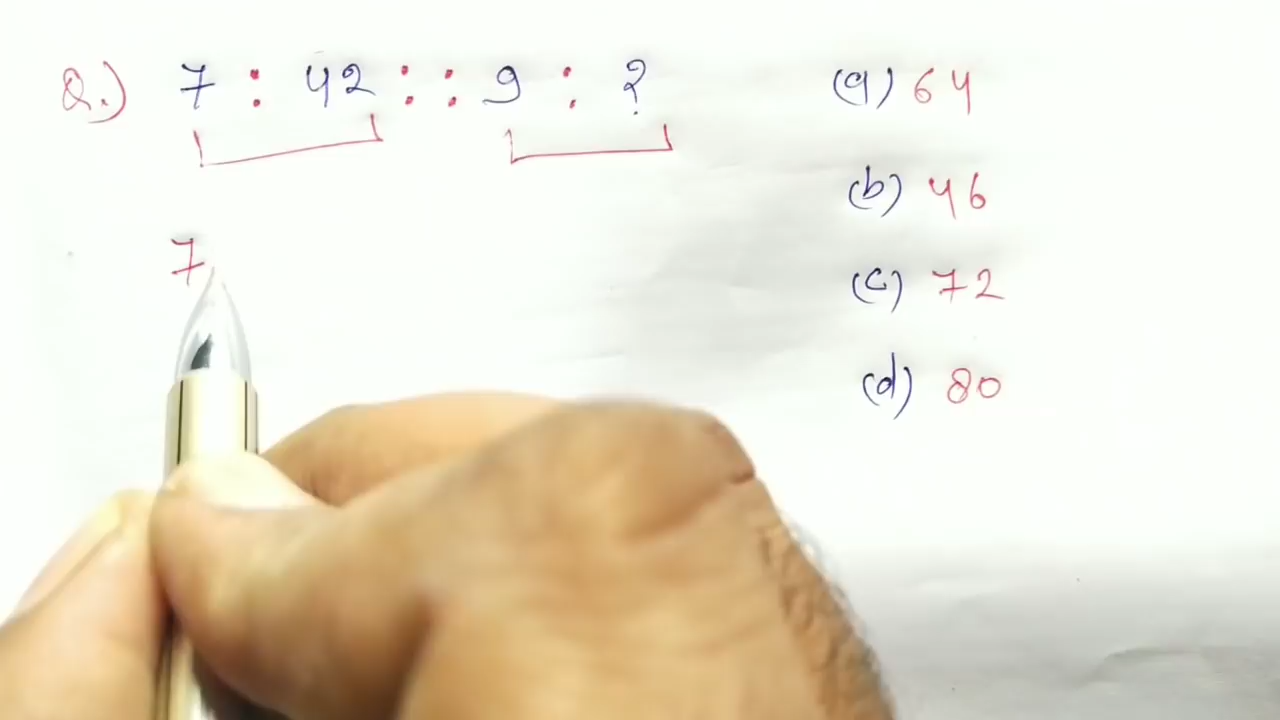 Q.) 7 : 42 : : 9 : ?
(a) 64
(b) 46
(c) 72
(d) 80
7